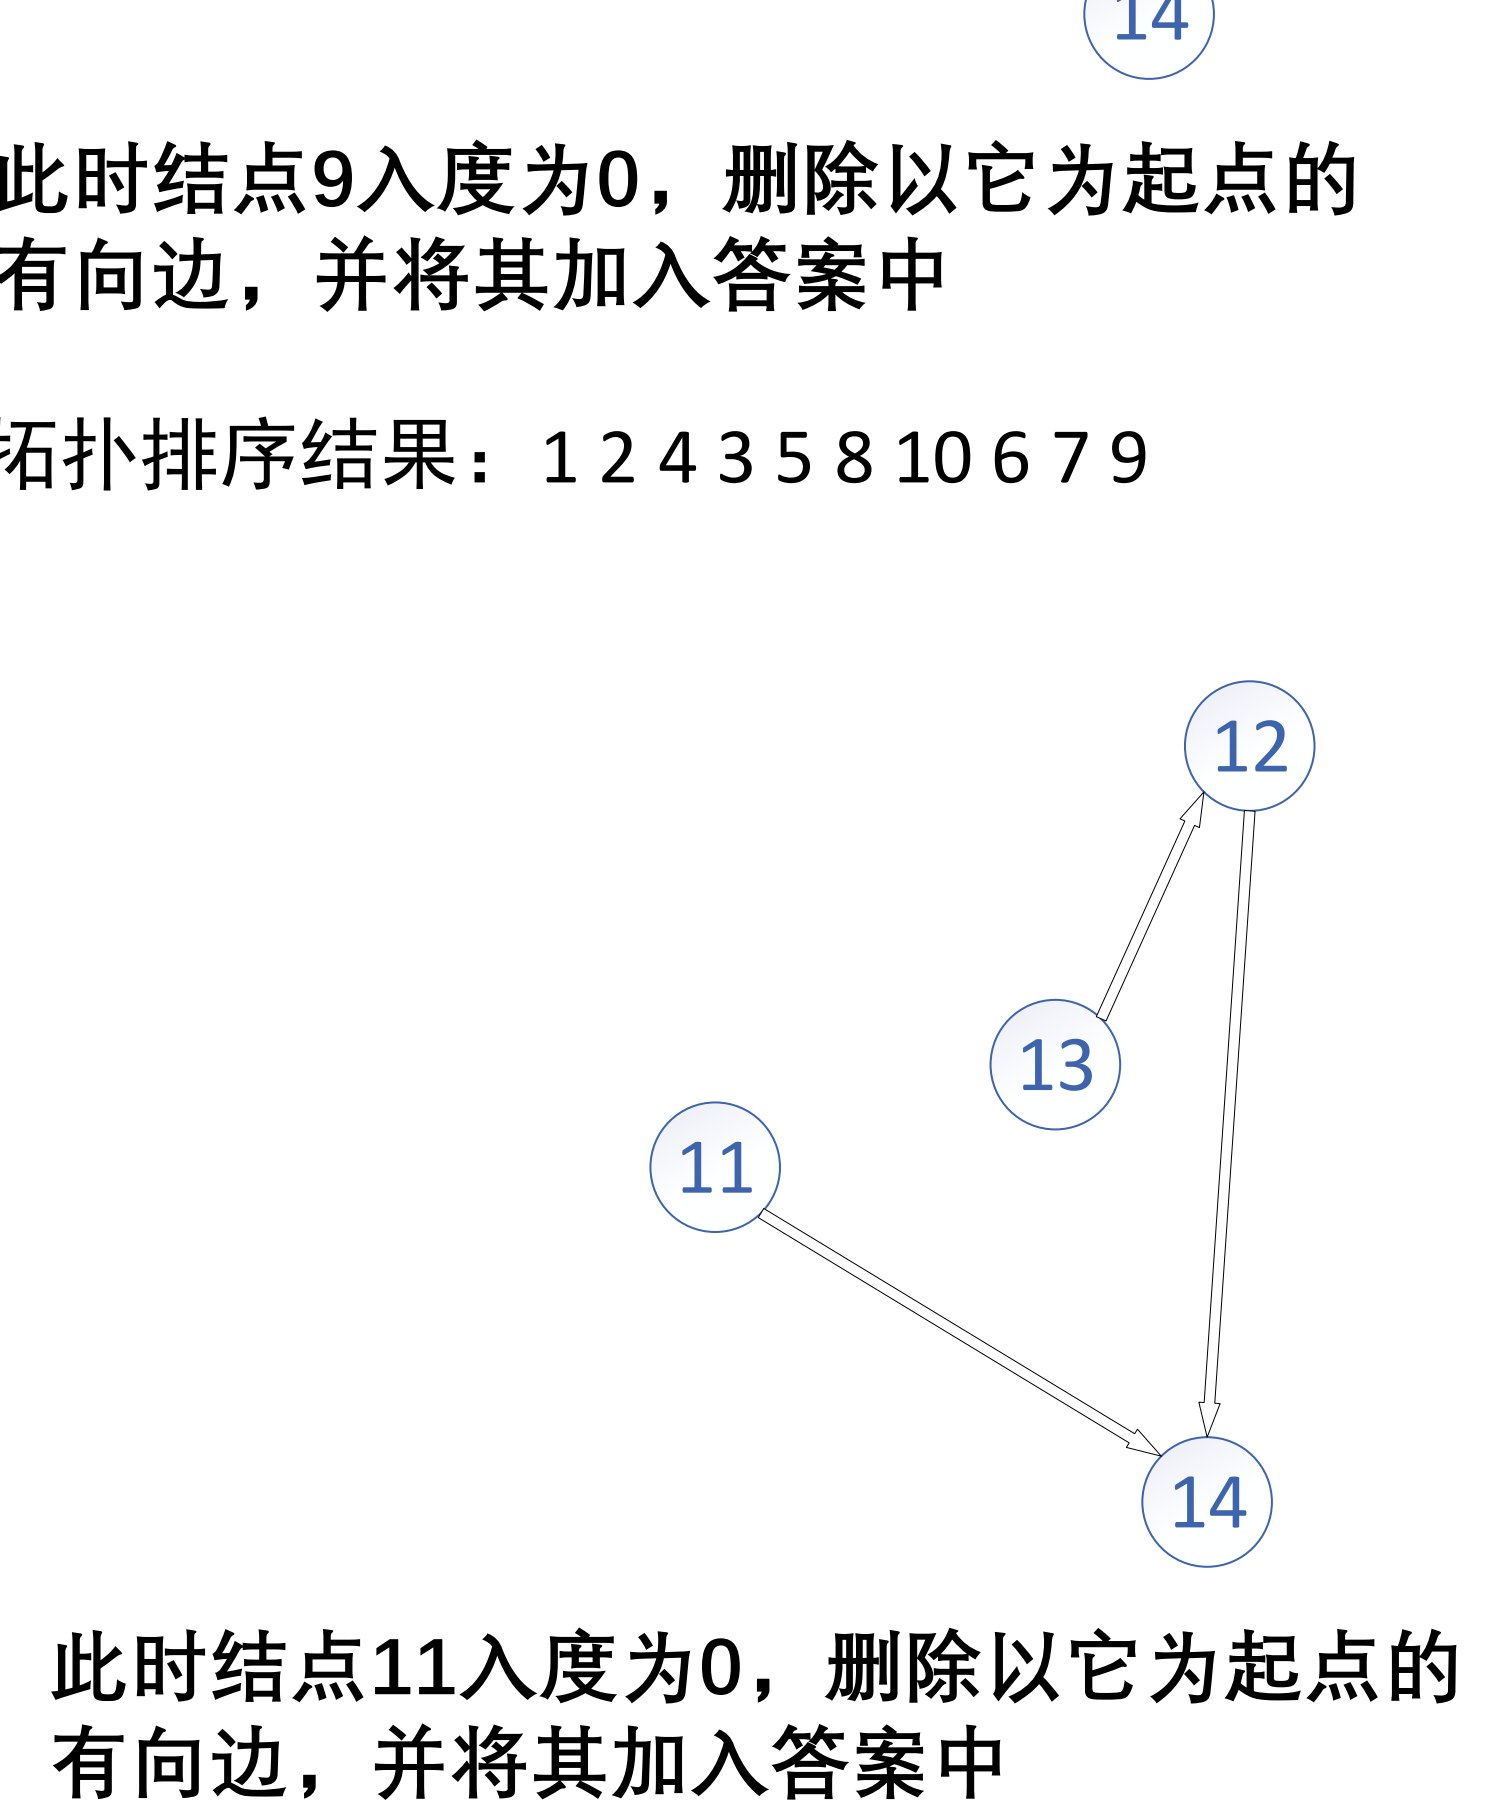 14
此时结点9入度为0，删除以它为起点的
有向边，并将其加入答案中
拓扑排序结果：1 2 4 3 5 8 10 6 7 9
12
13
11
14
此时结点11入度为0，删除以它为起点的
有向边，并将其加入答案中